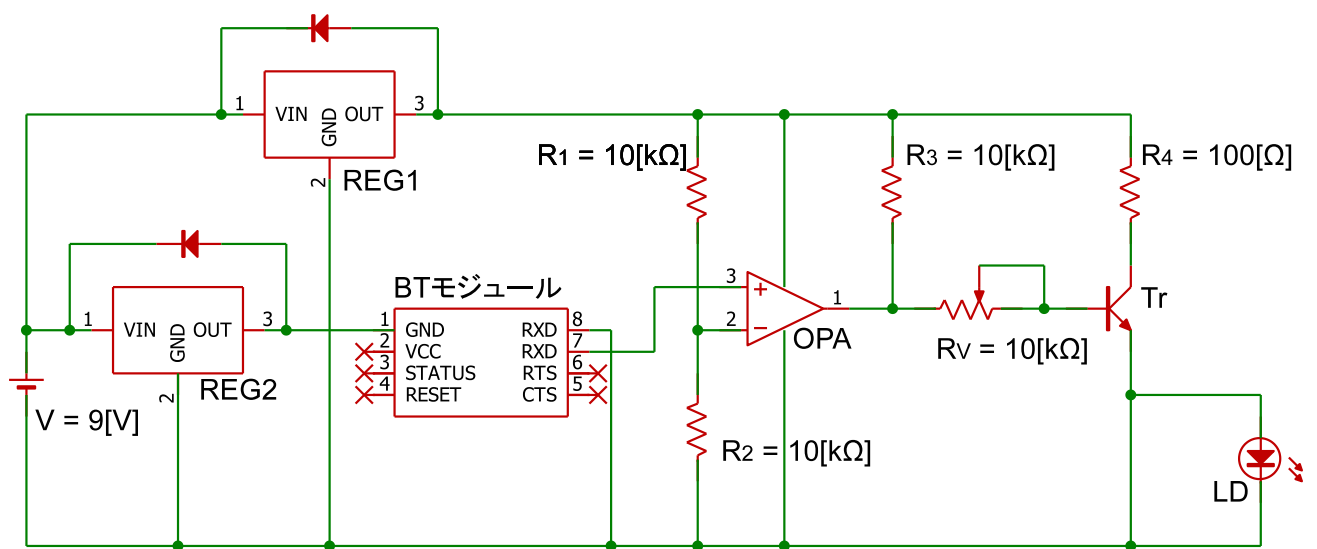 1 VIN GND OUT 3
2
REG1
R1 = 10[kΩ]
R3 = 10[kΩ]
R4 = 100[Ω]
1 VIN GND OUT 3
2
REG2
V = 9[V]
BTモジュール
1 GND RXD 8
2 VCC RXD 7
3 STATUS RTS 6
4 RESET CTS 5
3 +
2 −
1
OPA
RV = 10[kΩ]
Tr
R2 = 10[kΩ]
LD